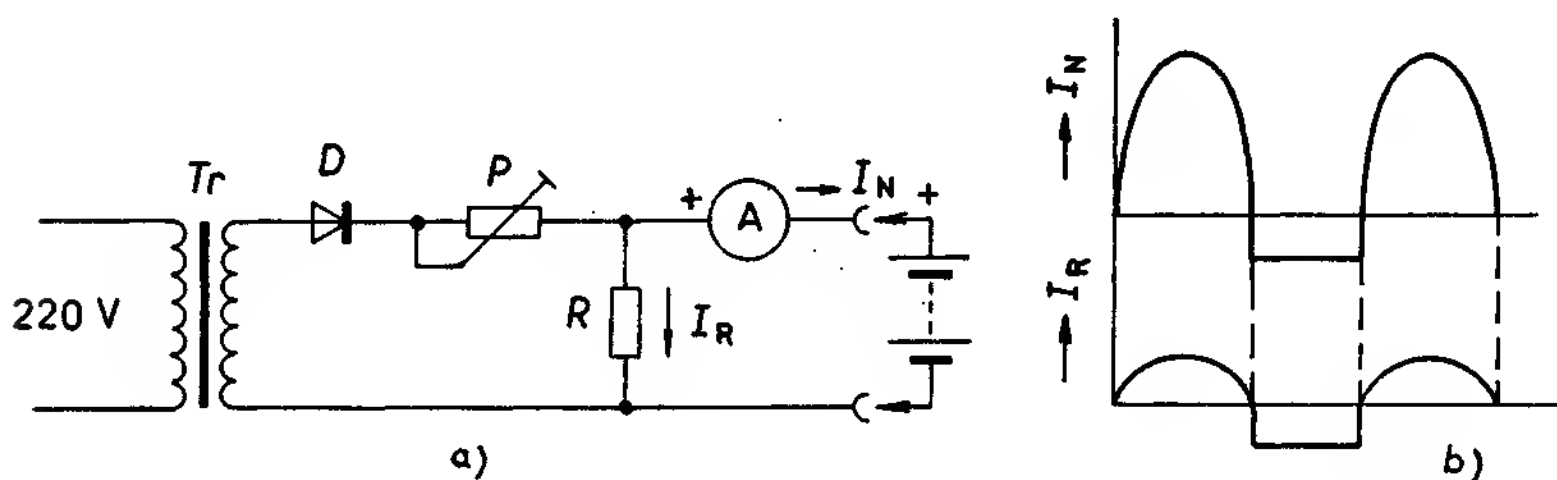 220 V
Tr
D
P
R
I_R
+
A
I_N
+
a)
I_N
I_R
b)